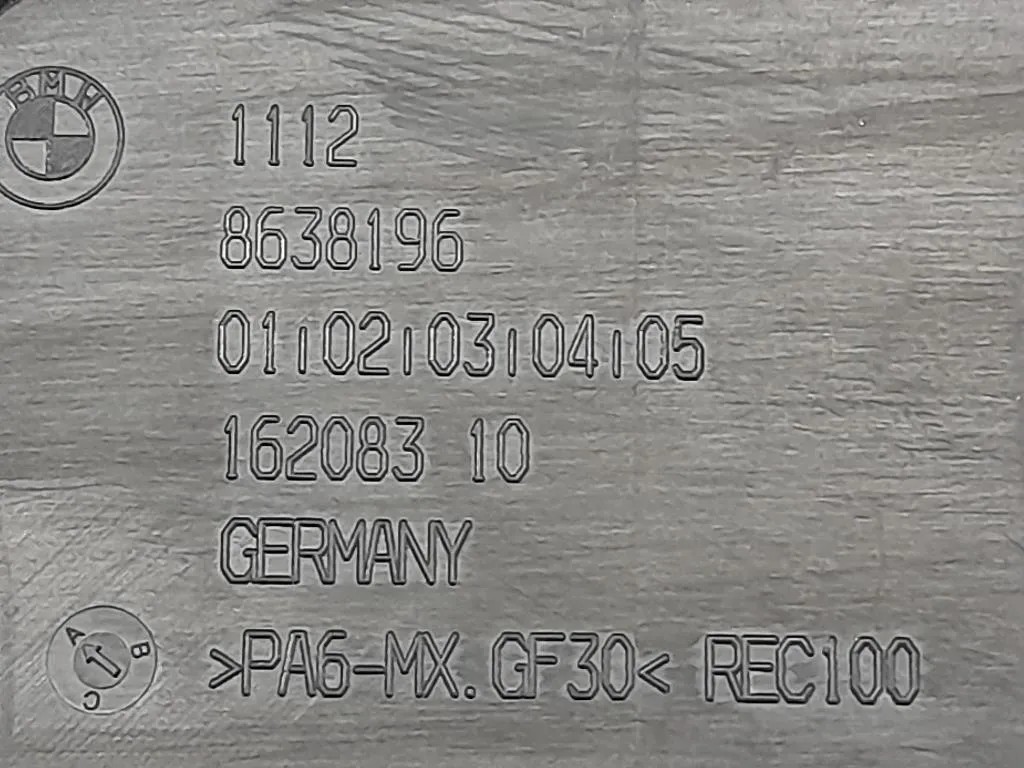 BMW
1112
8638196
01|02|03|04|05
162083 10
GERMANY
A
B
C
>PA6-MX.GF30< REC100